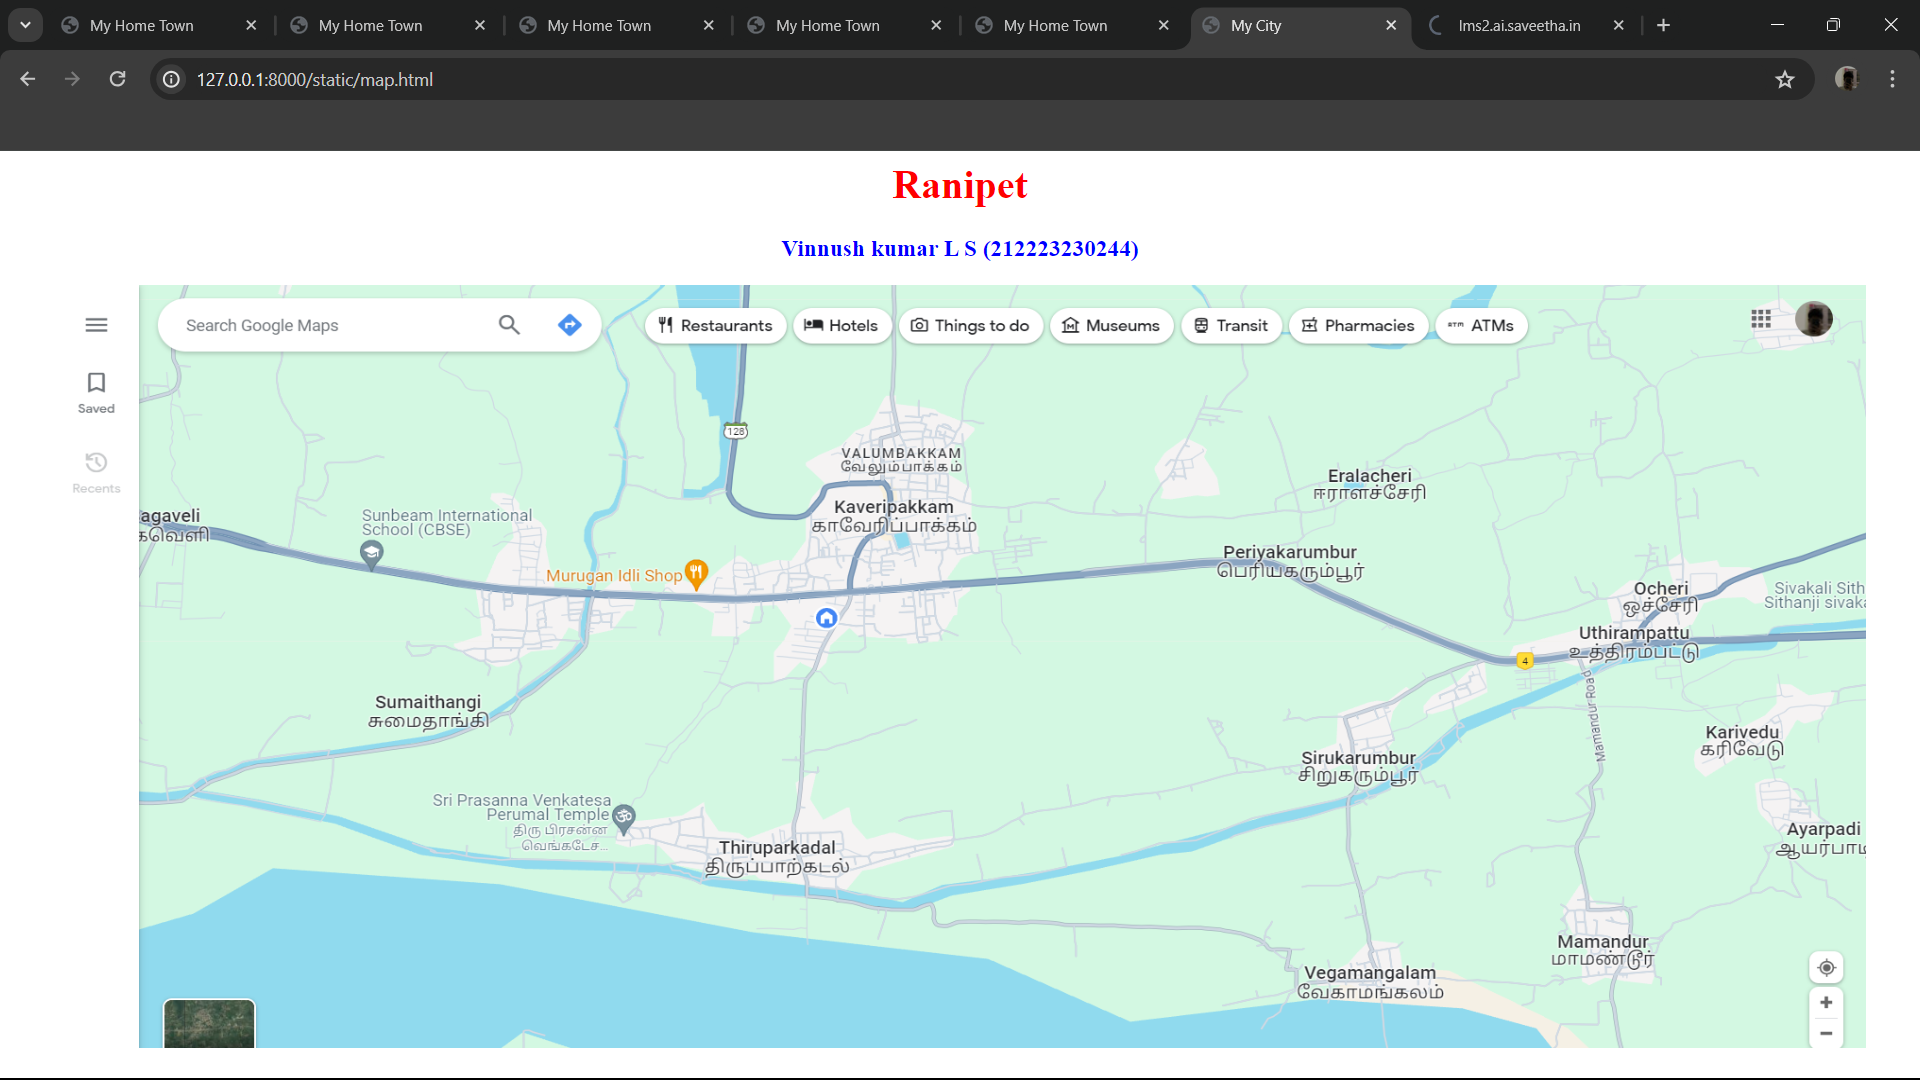 My Home Town
My Home Town
My Home Town
My Home Town
My Home Town
My City
lms2.ai.saveetha.in
127.0.0.1:8000/static/map.html
Ranipet
Vinnush kumar L S (212223230244)
Search Google Maps
Restaurants
Hotels
Things to do
Museums
Transit
Pharmacies
ATM
ATMs
Saved
Recents
128
VALUMBAKKAM
வேலும்பாக்கம்
Eralacheri
ஈராளச்சேரி
Kaveripakkam
காவேரிப்பாக்கம்
agaveli
கவெளி
Sunbeam International
School (CBSE)
Periyakarumbur
பெரியகரும்பூர்
Murugan Idli Shop
Ocheri
ஒச்சேரி
Sivakali Sith
Sithanji sivaka
Uthirampattu
உத்திரம்பட்டு
4
Mamandur Road
Sumaithangi
சுமைதாங்கி
Karivedu
கரிவேடு
Sirukarumbur
சிறுகரும்பூர்
Sri Prasanna Venkatesa
Perumal Temple
திரு பிரசன்ன
வெங்கடேச...
Ayarpadi
ஆயர்பாடி
Thiruparkadal
திருப்பாற்கடல்
Mamandur
மாமண்டூர்
Vegamangalam
வேகாமங்கலம்